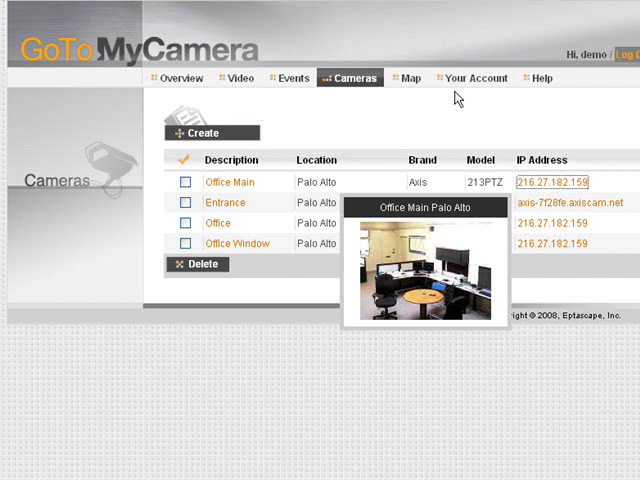 GoToMyCamera
Hi, demo / Log
Overview Video Events Cameras Map Your Account Help
Create
Cameras
Description Location Brand Model IP Address
Office Main Palo Alto Axis 213PTZ 216.27.182.159
Entrance Palo Alto axis-7f28fe.axiscam.net
Office Palo Alto 216.27.182.159
Office Window Palo Alto 216.27.182.159
Delete
Office Main Palo Alto
right © 2008, Eptascape, Inc.